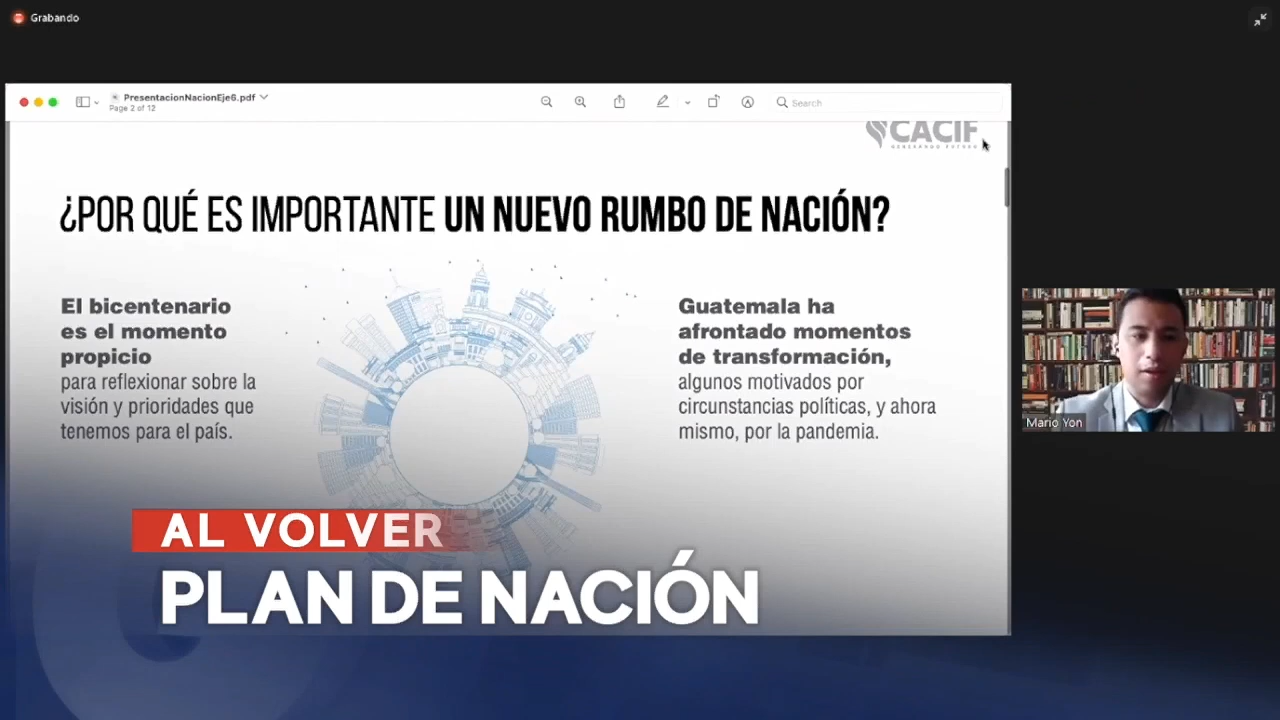 Grabando
PresentacionNacionEje6.pdf
Page 2 of 12
Search
CACIF
GENERANDO FUTURO
¿POR QUÉ ES IMPORTANTE UN NUEVO RUMBO DE NACIÓN?
El bicentenario
es el momento
propicio
para reflexionar sobre la
visión y prioridades que
tenemos para el país.
Guatemala ha
afrontado momentos
de transformación,
algunos motivados por
circunstancias políticas, y ahora
mismo, por la pandemia.
Mario Yon
AL VOLVER
PLAN DE NACIÓN